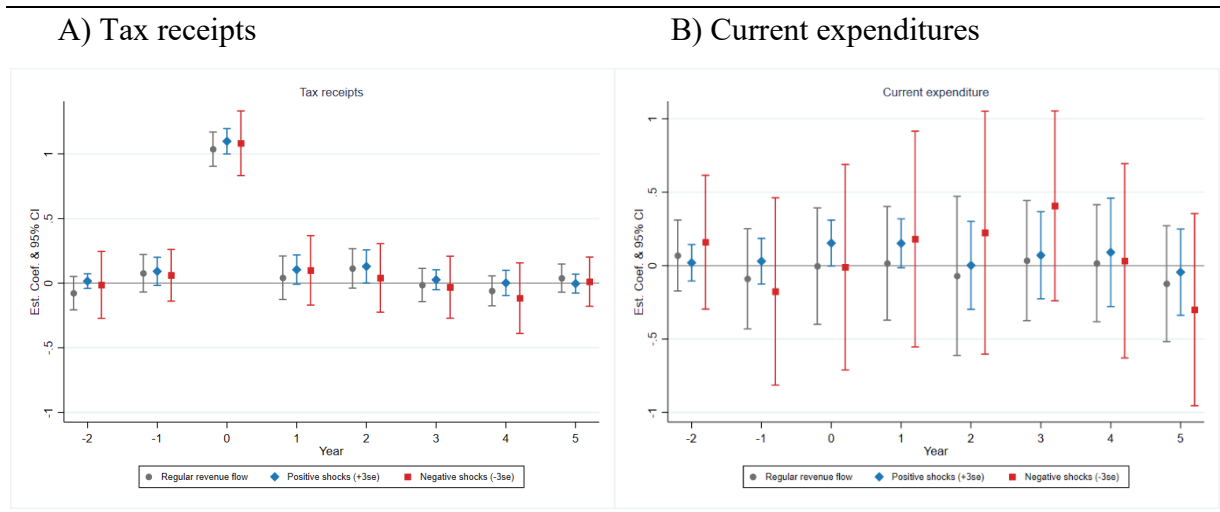 A) Tax receipts
B) Current expenditures
Tax receipts
Est. Coef. & 95% CI
1
.5
0
-.5
-1
-2 -1 0 1 2 3 4 5
Year
Regular revenue flow Positive shocks (+3se) Negative shocks (-3se)
Current expenditure
Est. Coef. & 95% CI
1
.5
0
-.5
-1
-2 -1 0 1 2 3 4 5
Year
Regular revenue flow Positive shocks (+3se) Negative shocks (-3se)